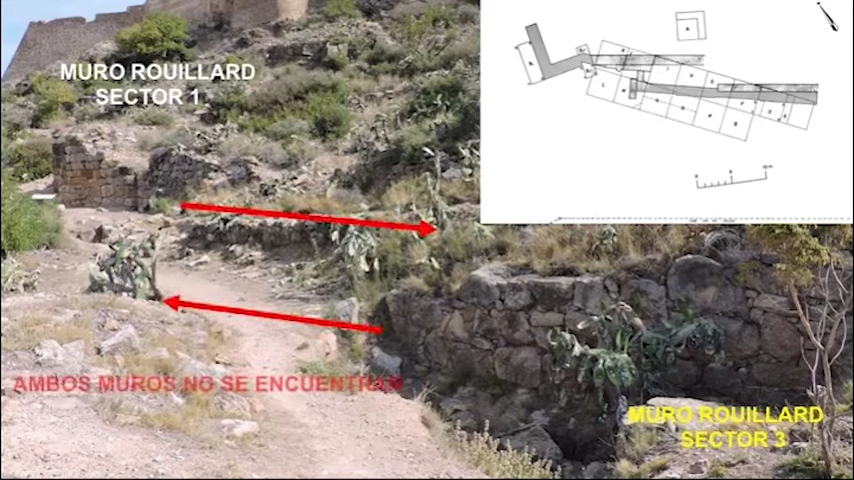 MURO ROUILLARD
SECTOR 1
AMBOS MUROS NO SE ENCUENTRAN
MURO ROUILLARD
SECTOR 3